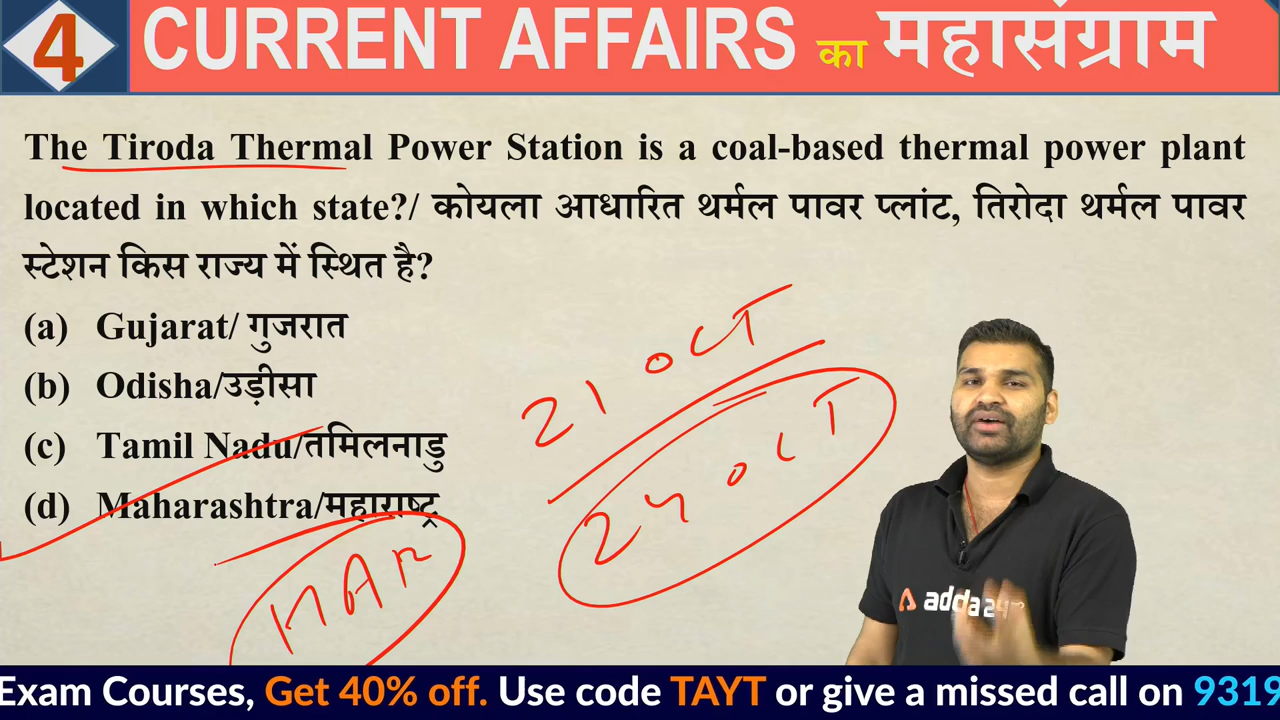 4
CURRENT AFFAIRS का महासंग्राम
The Tiroda Thermal Power Station is a coal-based thermal power plant
located in which state?/ कोयला आधारित थर्मल पावर प्लांट, तिरोदा थर्मल पावर
स्टेशन किस राज्य में स्थित है?
(a) Gujarat/ गुजरात
(b) Odisha/उड़ीसा
(c) Tamil Nadu/तमिलनाडु
(d) Maharashtra/महाराष्ट्र
21 OCT
24 OCT
MAR
adda247
Exam Courses, Get 40% off. Use code TAYT or give a missed call on 9319